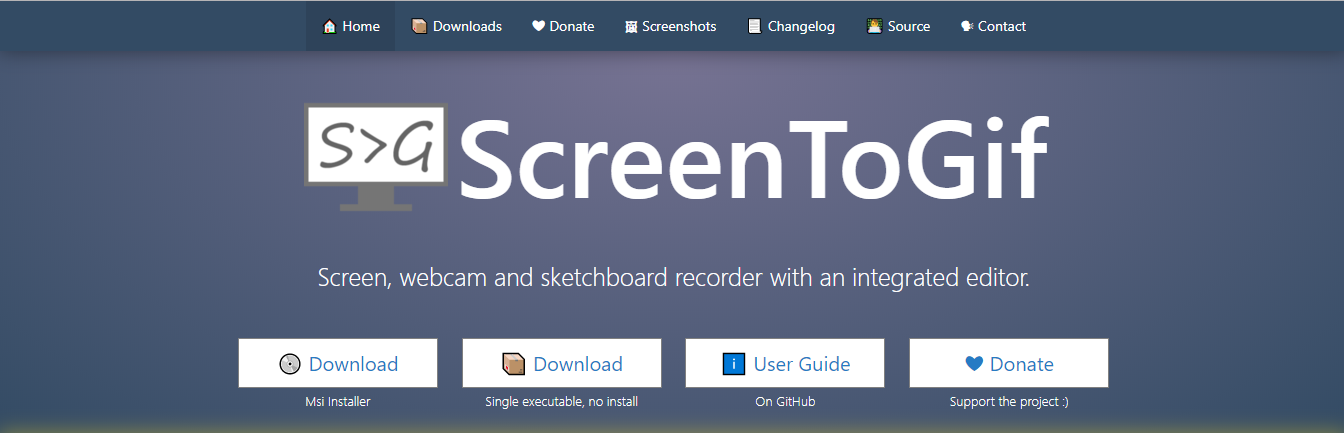 Home Downloads Donate Screenshots Changelog Source Contact
S>G ScreenToGif
Screen, webcam and sketchboard recorder with an integrated editor.
Download Download i User Guide Donate
Msi Installer Single executable, no install On GitHub Support the project :)